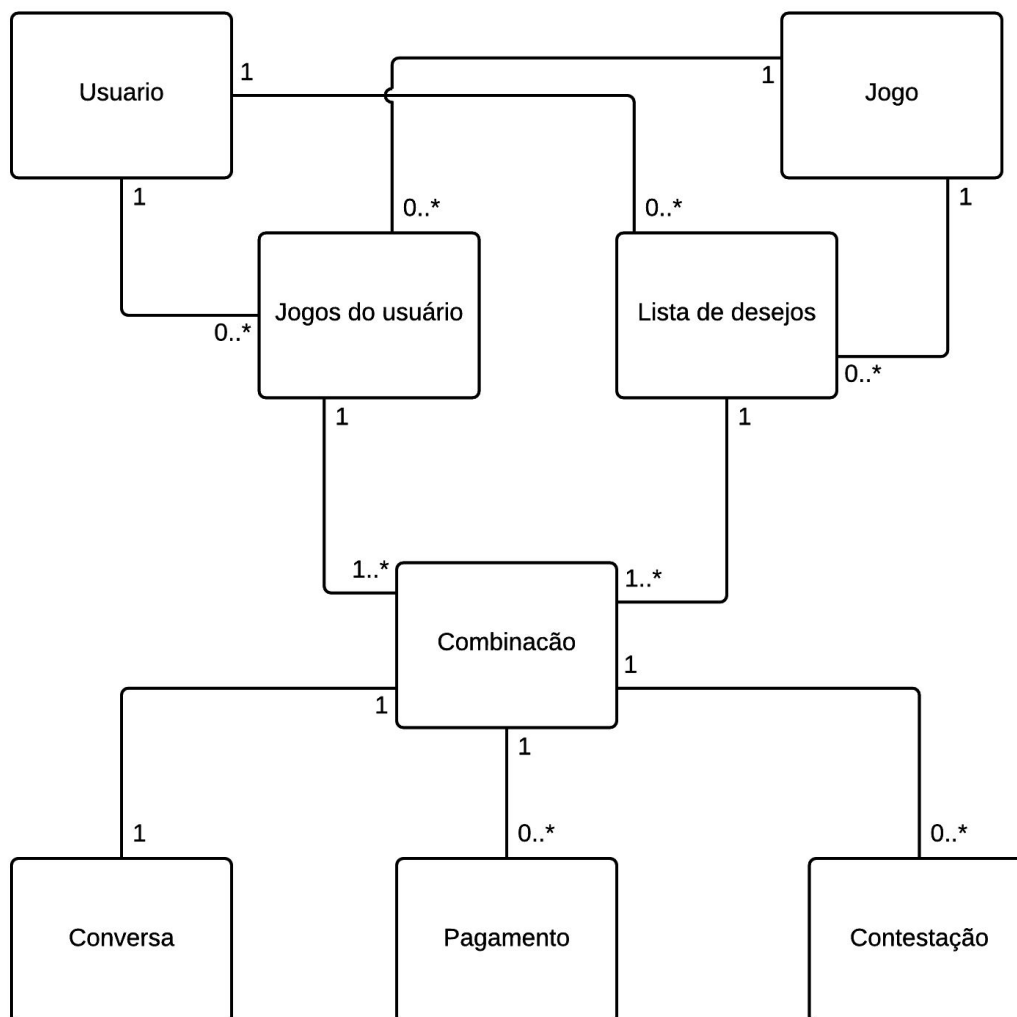 Usuario
1
1
Jogo
1
1
0..*
0..*
Jogos do usuário
0..*
Lista de desejos
0..*
1
1
1..*
1..*
Combinacão
1
1
1
1
0..*
0..*
Conversa
Pagamento
Contestação